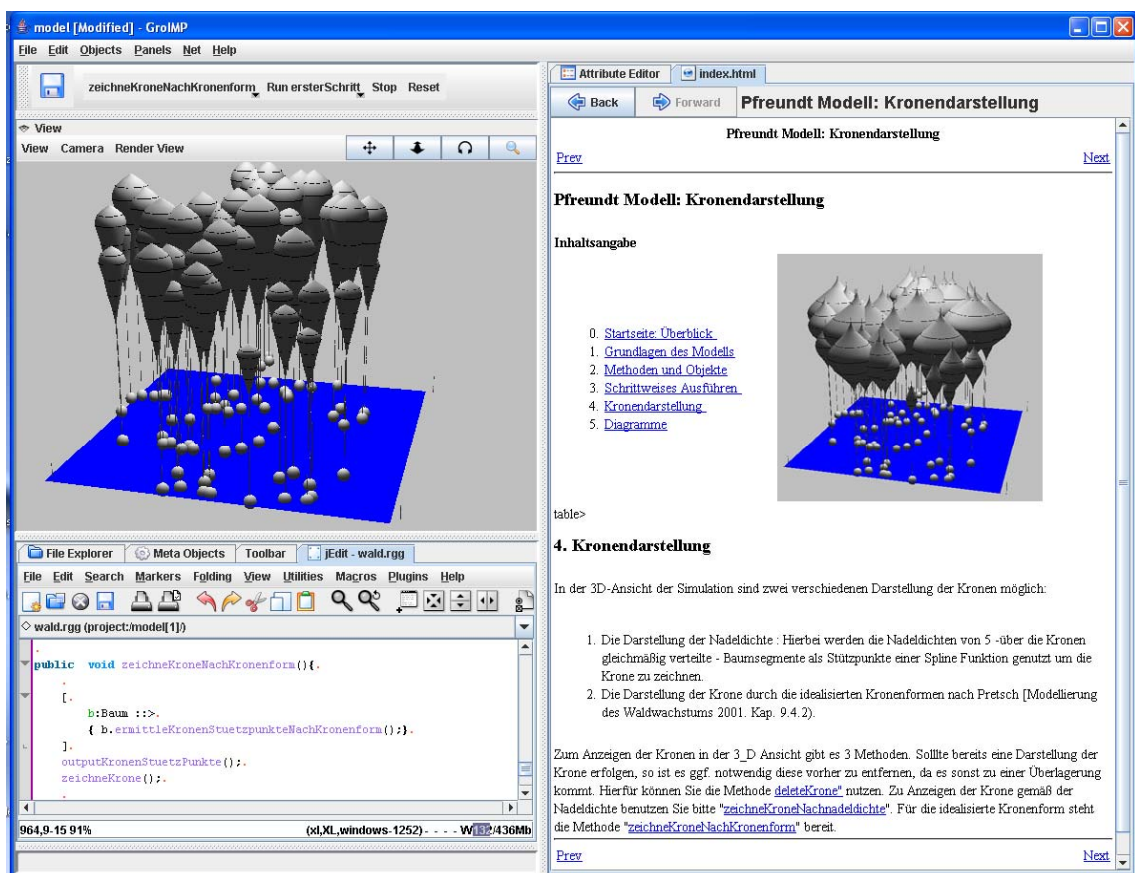 model [Modified] - GroIMP
File Edit Objects Panels Net Help
zeichneKroneNachKronenform Run ersterSchritt Stop Reset
View
View Camera Render View
File Explorer Meta Objects Toolbar jEdit - wald.rgg
File Edit Search Markers Folding View Utilities Macros Plugins Help
wald.rgg (project:/model[1]/)
.
public void zeichneKroneNachKronenform(){.
.
[.
b:Baum ::>.
{ b.ermittleKronenStuetzpunkteNachKronenform();}.
].
outputKronenStuetzPunkte();.
zeichneKrone();.
.
964,9-15 91% (xl,XL,windows-1252) - - - - W 132/436Mb
Attribute Editor index.html
Back Forward Pfreundt Modell: Kronendarstellung
Pfreundt Modell: Kronendarstellung
Prev Next
Pfreundt Modell: Kronendarstellung
Inhaltsangabe
0. Startseite: Überblick
1. Grundlagen des Modells
2. Methoden und Objekte
3. Schrittweises Ausführen
4. Kronendarstellung
5. Diagramme
table>
4. Kronendarstellung
In der 3D-Ansicht der Simulation sind zwei verschiedenen Darstellung der Kronen möglich:
1. Die Darstellung der Nadeldichte : Hierbei werden die Nadeldichten von 5 -über die Kronen
gleichmäßig verteilte - Baumsegmente als Stützpunkte einer Spline Funktion genutzt um die
Krone zu zeichnen.
2. Die Darstellung der Krone durch die idealisierten Kronenformen nach Pretsch [Modellierung
des Waldwachstums 2001. Kap. 9.4.2).
Zum Anzeigen der Kronen in der 3_D Ansicht gibt es 3 Methoden. Solllte bereits eine Darstellung der
Krone erfolgen, so ist es ggf. notwendig diese vorher zu entfernen, da es sonst zu einer Überlagerung
kommt. Hierfür können Sie die Methode deleteKrone" nutzen. Zu Anzeigen der Krone gemäß der
Nadeldichte benutzen Sie bitte "zeichneKroneNachnadeldichte". Für die idealisierte Kronenform steht
die Methode "zeichneKroneNachKronenform" bereit.
Prev Next